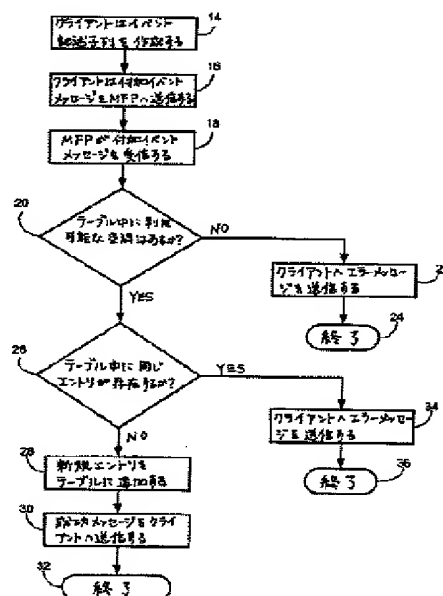 14
クライアントはイベント
記述子列を作成する
16
クライアントは付加イベント
メッセージをMFPへ送信する
18
MFPが付加イベント
メッセージを受信する
20
テーブル中に利用
可能な空間はあるか?
NO
YES
2
クライアントへエラーメッセー
ジを送信する
24
終了
26
テーブル中に同じ
エントリが存在するか?
YES
NO
34
クライアントへエラーメッセー
ジを送信する
36
終了
28
新規エントリを
テーブルに追加する
30
成功メッセージをクライ
アントへ送信する
32
終了